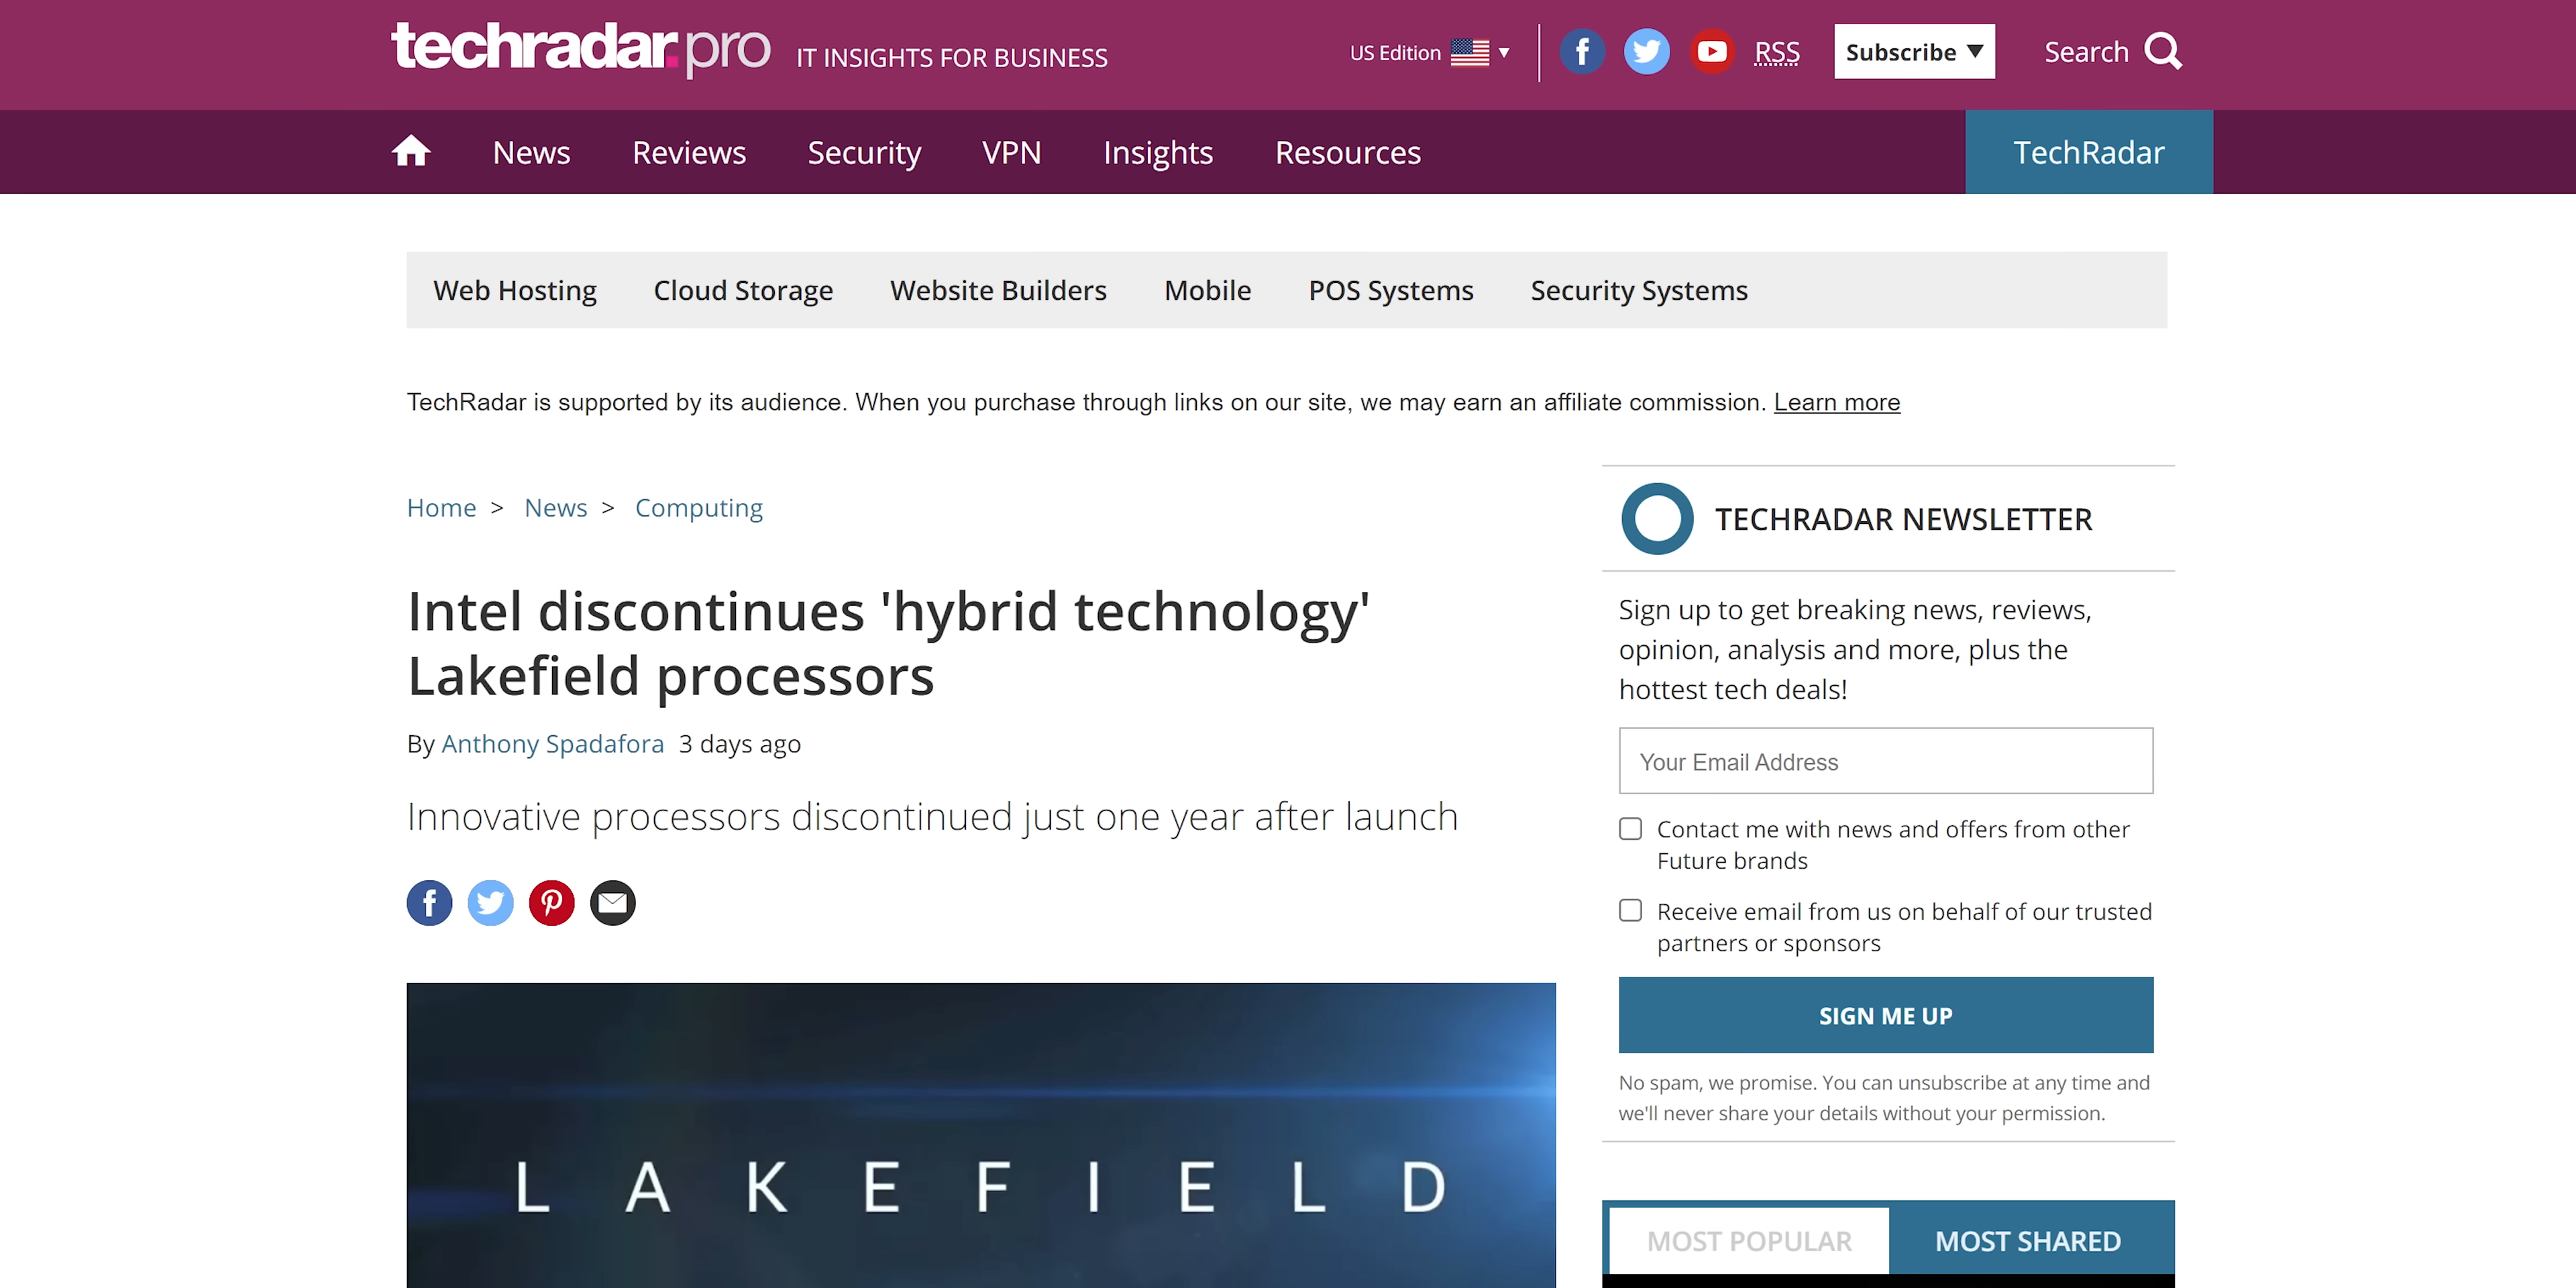 techradar.pro IT INSIGHTS FOR BUSINESS US Edition RSS Subscribe Search
News Reviews Security VPN Insights Resources TechRadar
Web Hosting Cloud Storage Website Builders Mobile POS Systems Security Systems
TechRadar is supported by its audience. When you purchase through links on our site, we may earn an affiliate commission. Learn more
Home > News > Computing
Intel discontinues 'hybrid technology'
Lakefield processors
By Anthony Spadafora 3 days ago
Innovative processors discontinued just one year after launch
LAKEFIELD
TECHRADAR NEWSLETTER
Sign up to get breaking news, reviews,
opinion, analysis and more, plus the
hottest tech deals!
Your Email Address
Contact me with news and offers from other
Future brands
Receive email from us on behalf of our trusted
partners or sponsors
SIGN ME UP
No spam, we promise. You can unsubscribe at any time and
we'll never share your details without your permission.
MOST POPULAR MOST SHARED